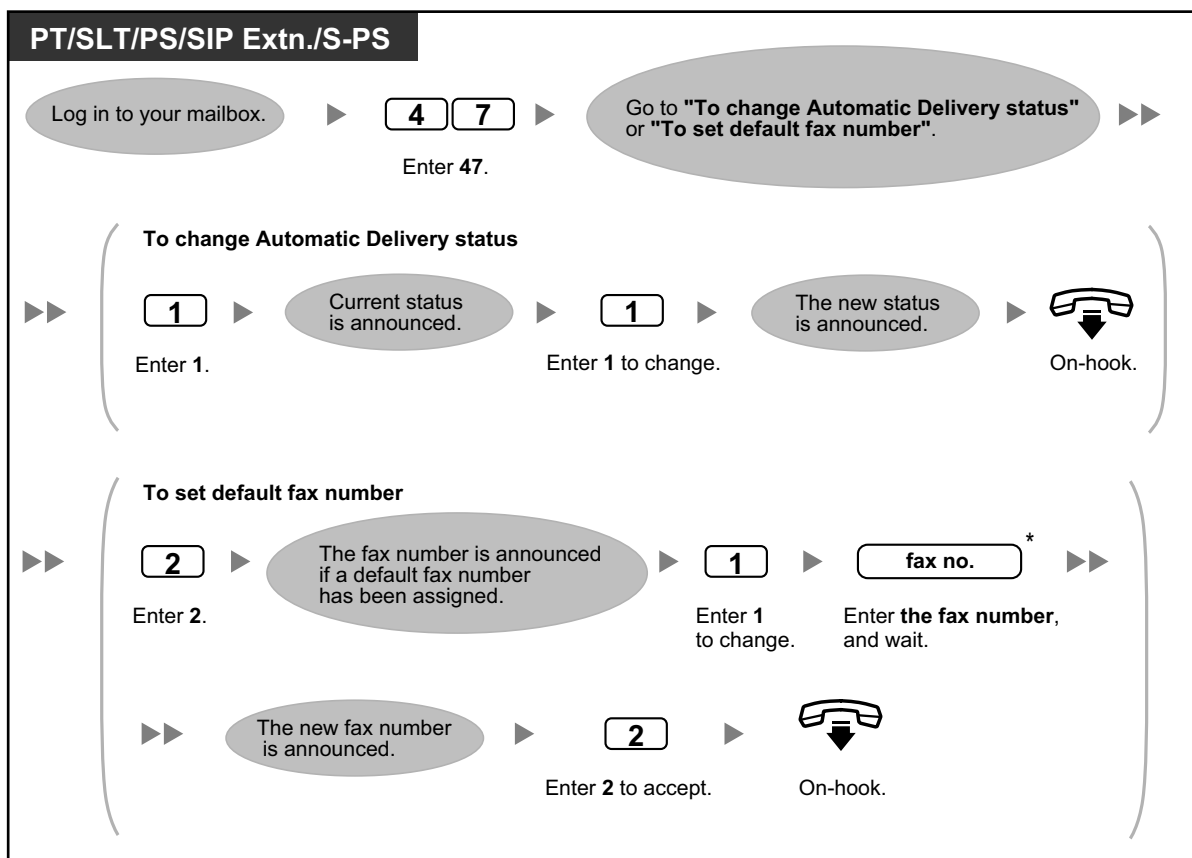 PT/SLT/PS/SIP Extn./S-PS
Log in to your mailbox.
4 7
Enter 47.
Go to "To change Automatic Delivery status"
or "To set default fax number".
To change Automatic Delivery status
1
Enter 1.
Current status
is announced.
1
Enter 1 to change.
The new status
is announced.
On-hook.
To set default fax number
2
Enter 2.
The fax number is announced
if a default fax number
has been assigned.
1
Enter 1
to change.
fax no.*
Enter the fax number,
and wait.
The new fax number
is announced.
2
Enter 2 to accept.
On-hook.